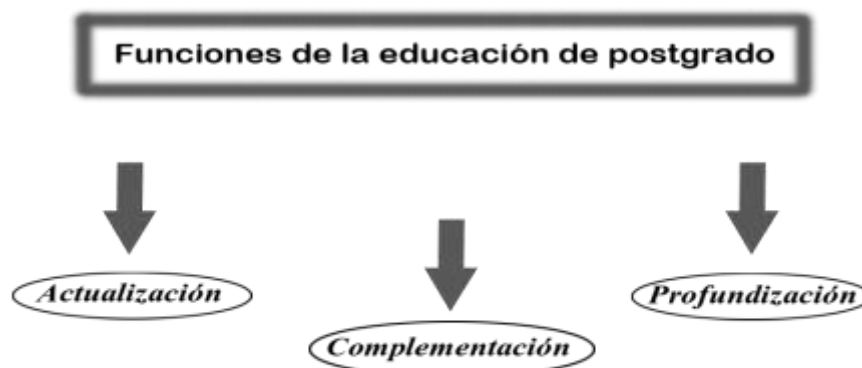 Funciones de la educación de postgrado
Actualización
Complementación
Profundización